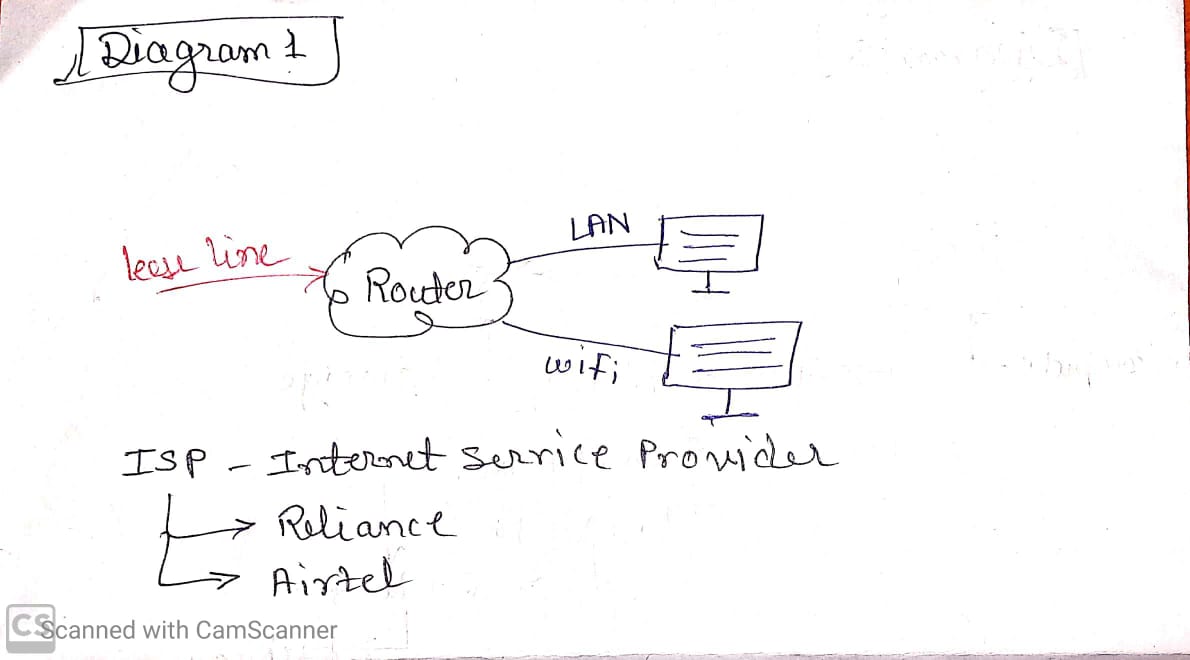 Diagram 1
LAN
leese line
Router
wifi
ISP - Internet Service Provider
→ Reliance
→ Airtel
CS Scanned with CamScanner